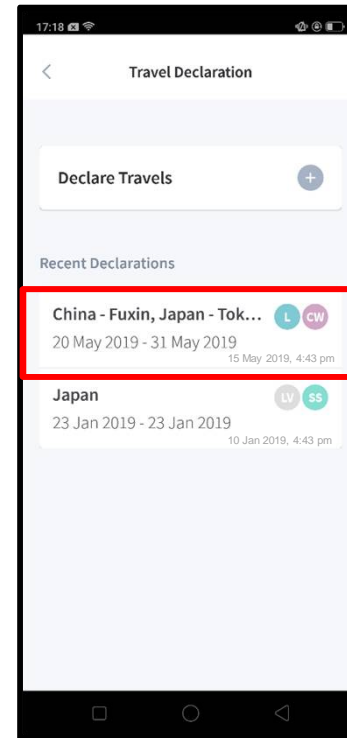 17:18
Travel Declaration
Declare Travels
Recent Declarations
China - Fuxin, Japan - Tok... L CW
20 May 2019 - 31 May 2019
15 May 2019, 4:43 pm
Japan LV SS
23 Jan 2019 - 23 Jan 2019
10 Jan 2019, 4:43 pm